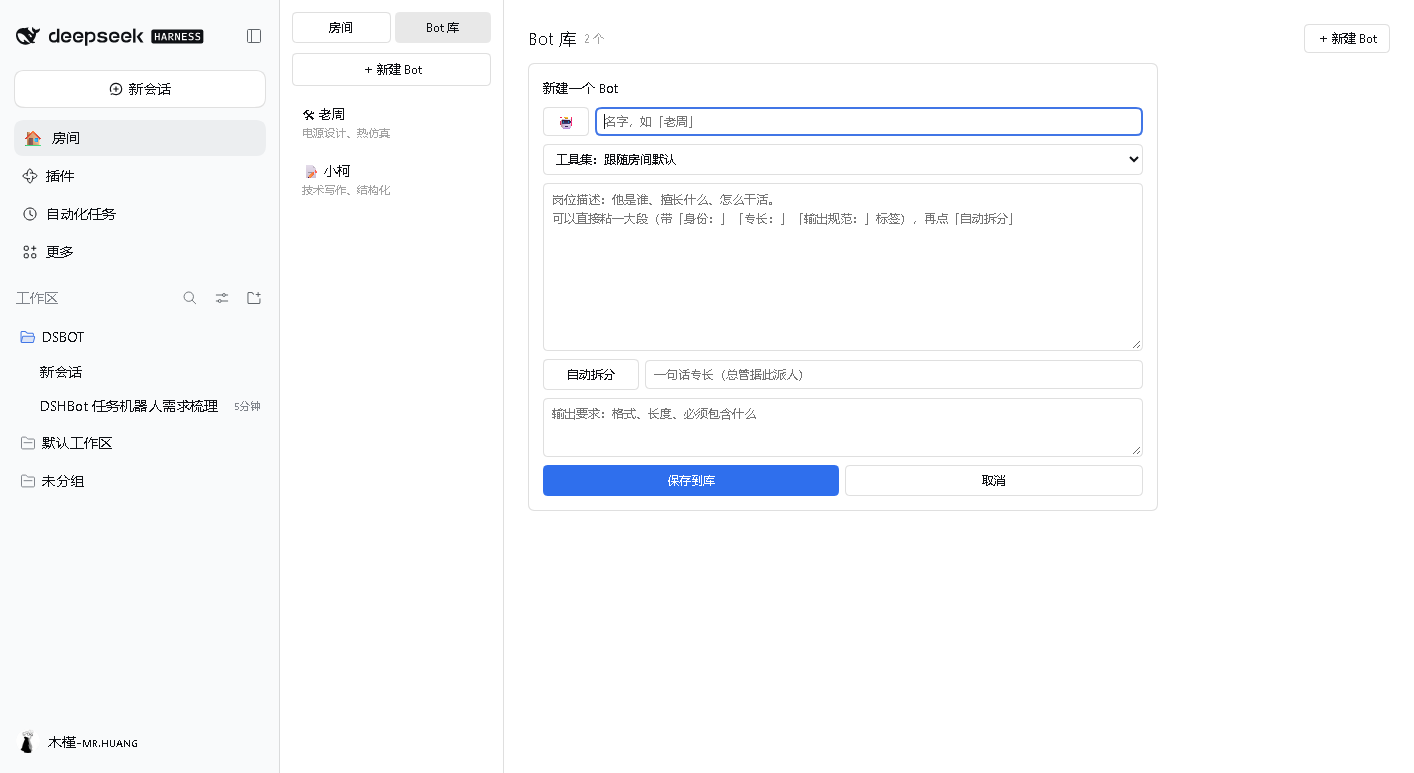 deepseek HARNESS
新会话
房间
插件
自动化任务
更多
工作区
DSBOT
新会话
DSHBot 任务机器人需求梳理 5分钟
默认工作区
未分组
木槿-MR.HUANG
房间 Bot 库
+ 新建 Bot
老周
电源设计、热仿真
小柯
技术写作、结构化
Bot 库 2 个
+ 新建 Bot
新建一个 Bot
名字，如「老周」
工具集：跟随房间默认
岗位描述：他是谁、擅长什么、怎么干活。
可以直接粘一大段（带「身份：」「专长：」「输出规范：」标签），再点「自动拆分」
自动拆分 一句话专长（总管据此派人）
输出要求：格式、长度、必须包含什么
保存到库 取消